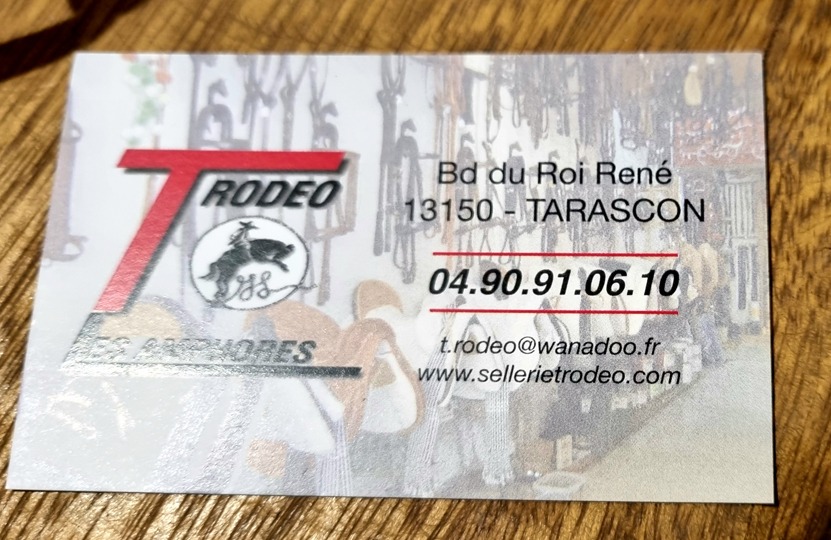 T RODEO
LES AMPHORES
Bd du Roi René
13150 - TARASCON
04.90.91.06.10
t.rodeo@wanadoo.fr
www.sellerietrodeo.com